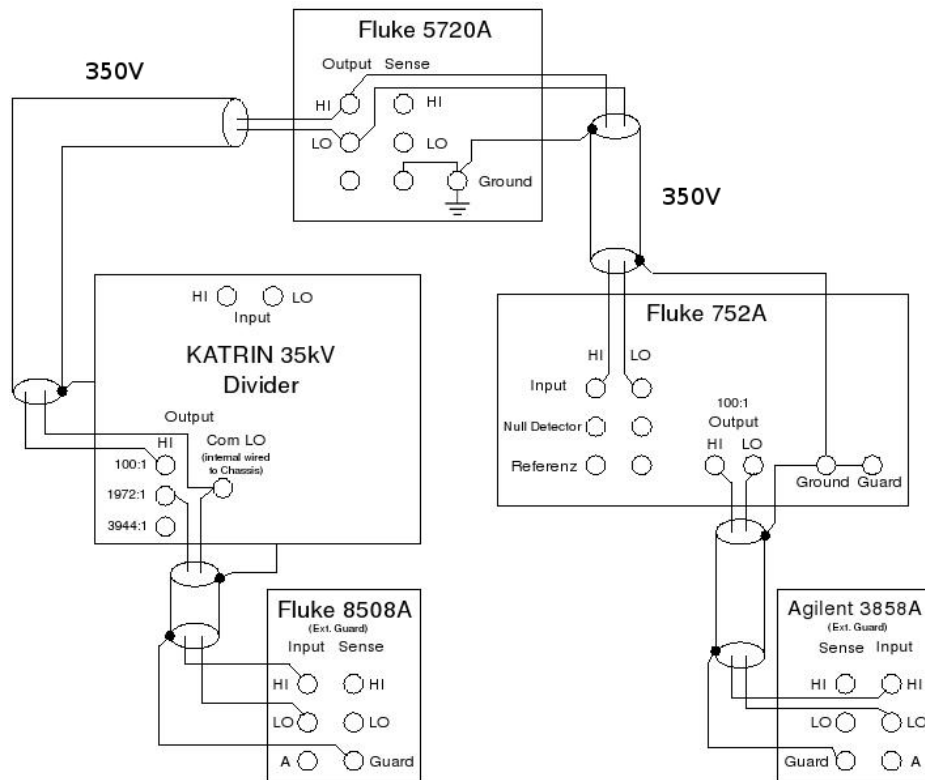 Fluke 5720A
Output Sense
HI HI
LO LO
Ground
350V
350V
HI LO
Input
KATRIN 35kV
Divider
Output
HI Com LO
(internal wired
to Chassis)
100:1
1972:1
3944:1
Fluke 752A
HI LO
Input
Null Detector
Referenz
100:1
Output
HI LO
Ground Guard
Fluke 8508A
(Ext. Guard)
Input Sense
HI HI
LO LO
A Guard
Agilent 3858A
(Ext. Guard)
Sense Input
HI HI
LO LO
Guard A